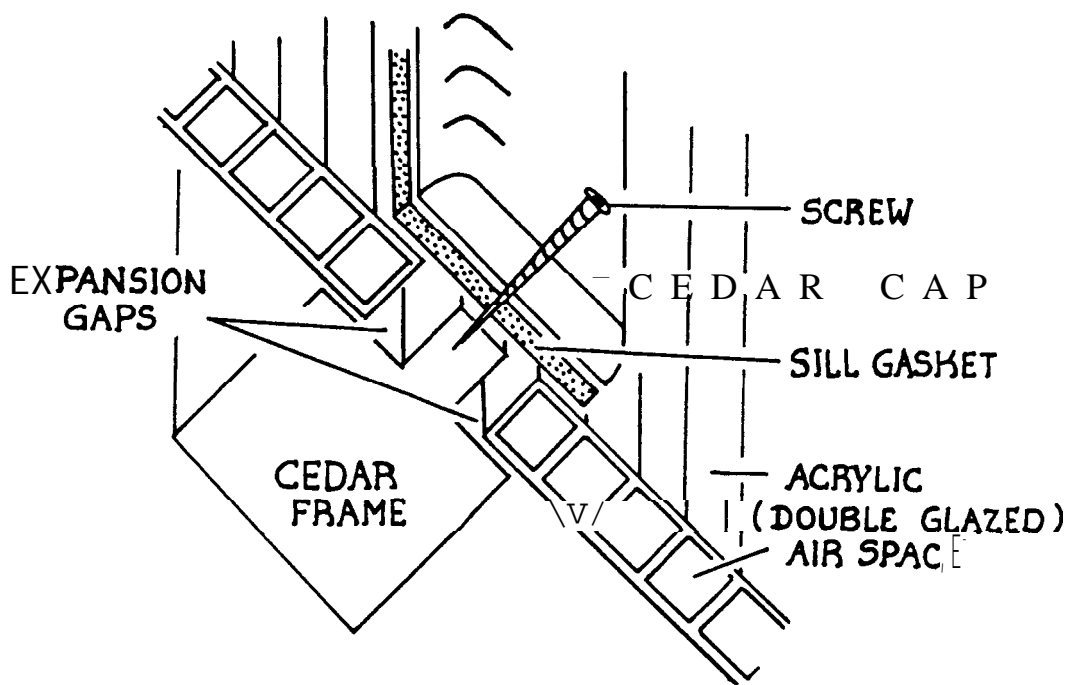 SCREW
EXPANSION
GAPS
CEDAR CAP
SILL GASKET
CEDAR
FRAME
ACRYLIC
(DOUBLE GLAZED)
AIR SPACE